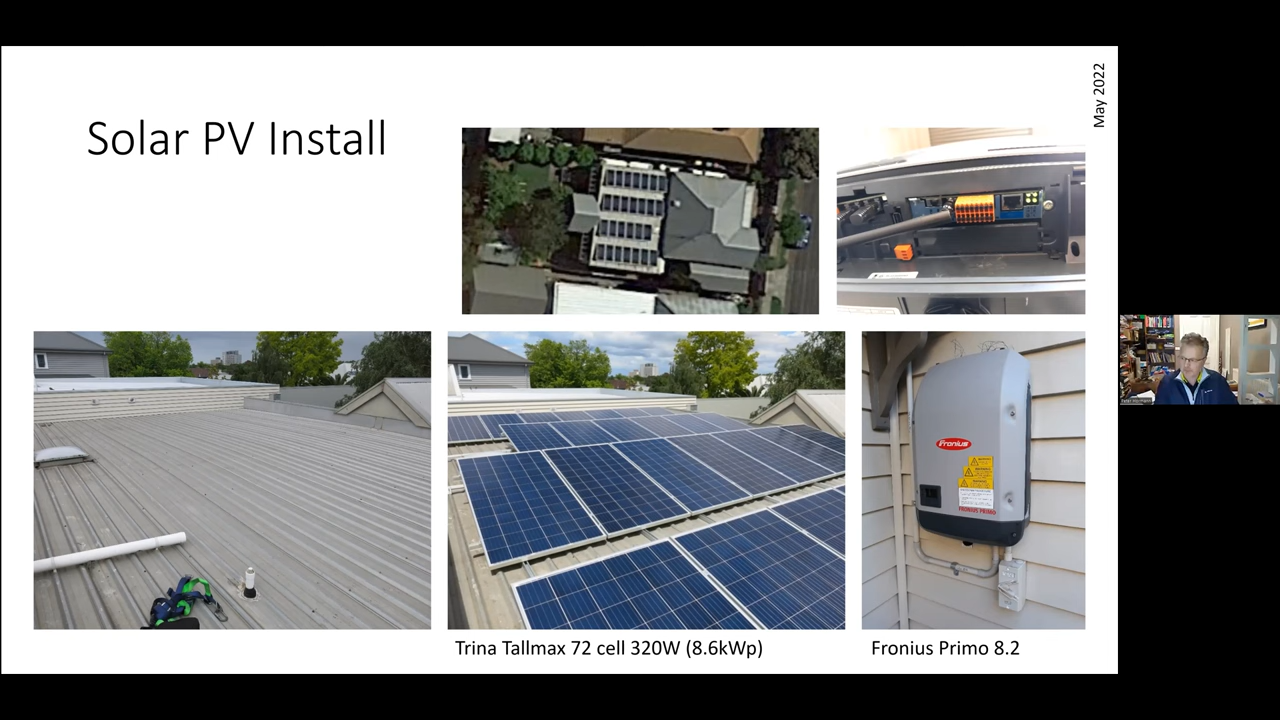 May 2022
Solar PV Install
Fronius
FRONIUS PRIMO
Trina Tallmax 72 cell 320W (8.6kWp)
Fronius Primo 8.2